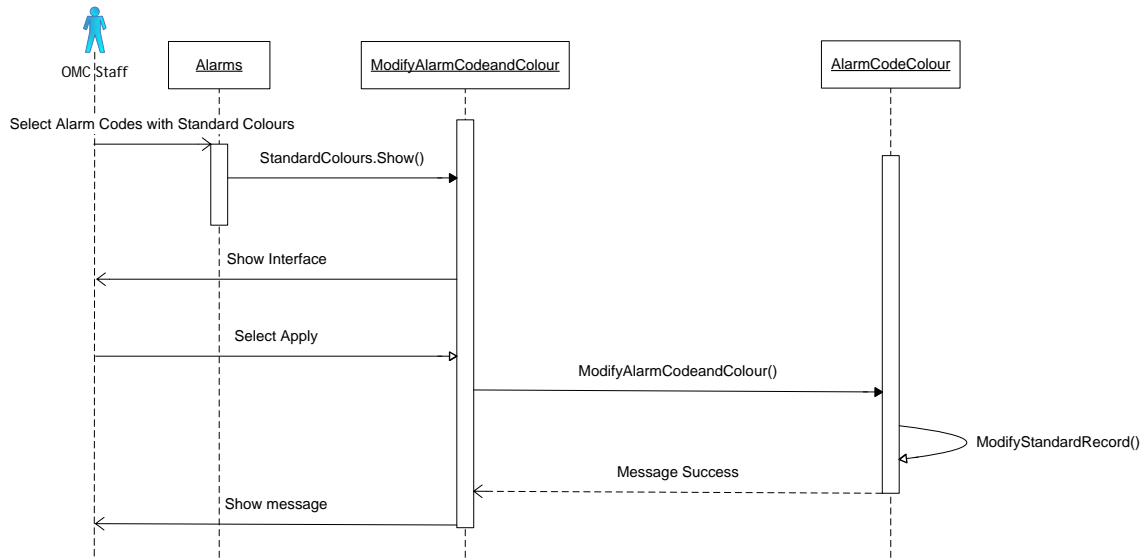 OMC Staff
Alarms
ModifyAlarmCodeandColour
AlarmCodeColour
Select Alarm Codes with Standard Colours
StandardColours.Show()
Show Interface
Select Apply
ModifyAlarmCodeandColour()
ModifyStandardRecord()
Message Success
Show message